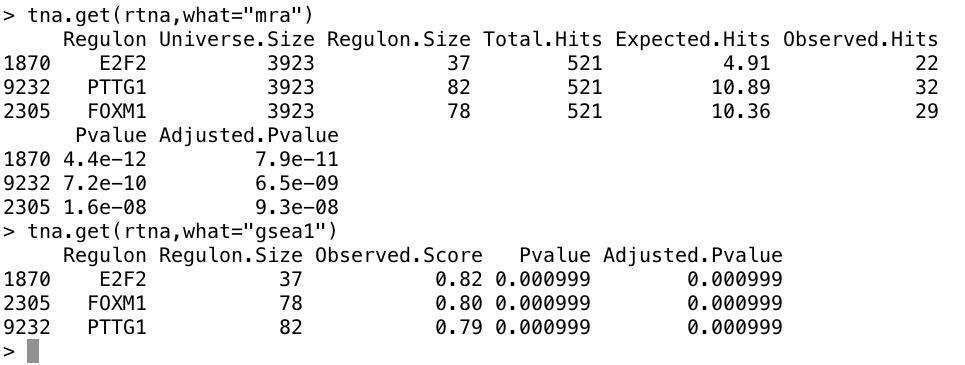 > tna.get(rtna,what="mra")
     Regulon Universe.Size Regulon.Size Total.Hits Expected.Hits Observed.Hits
1870    E2F2          3923           37        521          4.91            22
9232   PTTG1          3923           82        521         10.89            32
2305   FOXM1          3923           78        521         10.36            29
      Pvalue Adjusted.Pvalue
1870 4.4e-12         7.9e-11
9232 7.2e-10         6.5e-09
2305 1.6e-08         9.3e-08
> tna.get(rtna,what="gsea1")
     Regulon Regulon.Size Observed.Score   Pvalue Adjusted.Pvalue
1870    E2F2           37           0.82 0.000999        0.000999
2305   FOXM1           78           0.80 0.000999        0.000999
9232   PTTG1           82           0.79 0.000999        0.000999
>